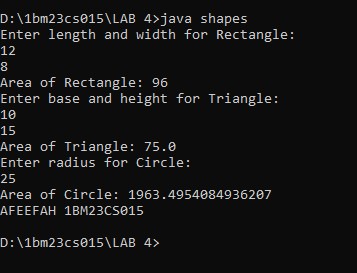 D:\1bm23cs015\LAB 4>java shapes
Enter length and width for Rectangle:
12
8
Area of Rectangle: 96
Enter base and height for Triangle:
10
15
Area of Triangle: 75.0
Enter radius for Circle:
25
Area of Circle: 1963.4954084936207
AFEEFAH 1BM23CS015
D:\1bm23cs015\LAB 4>